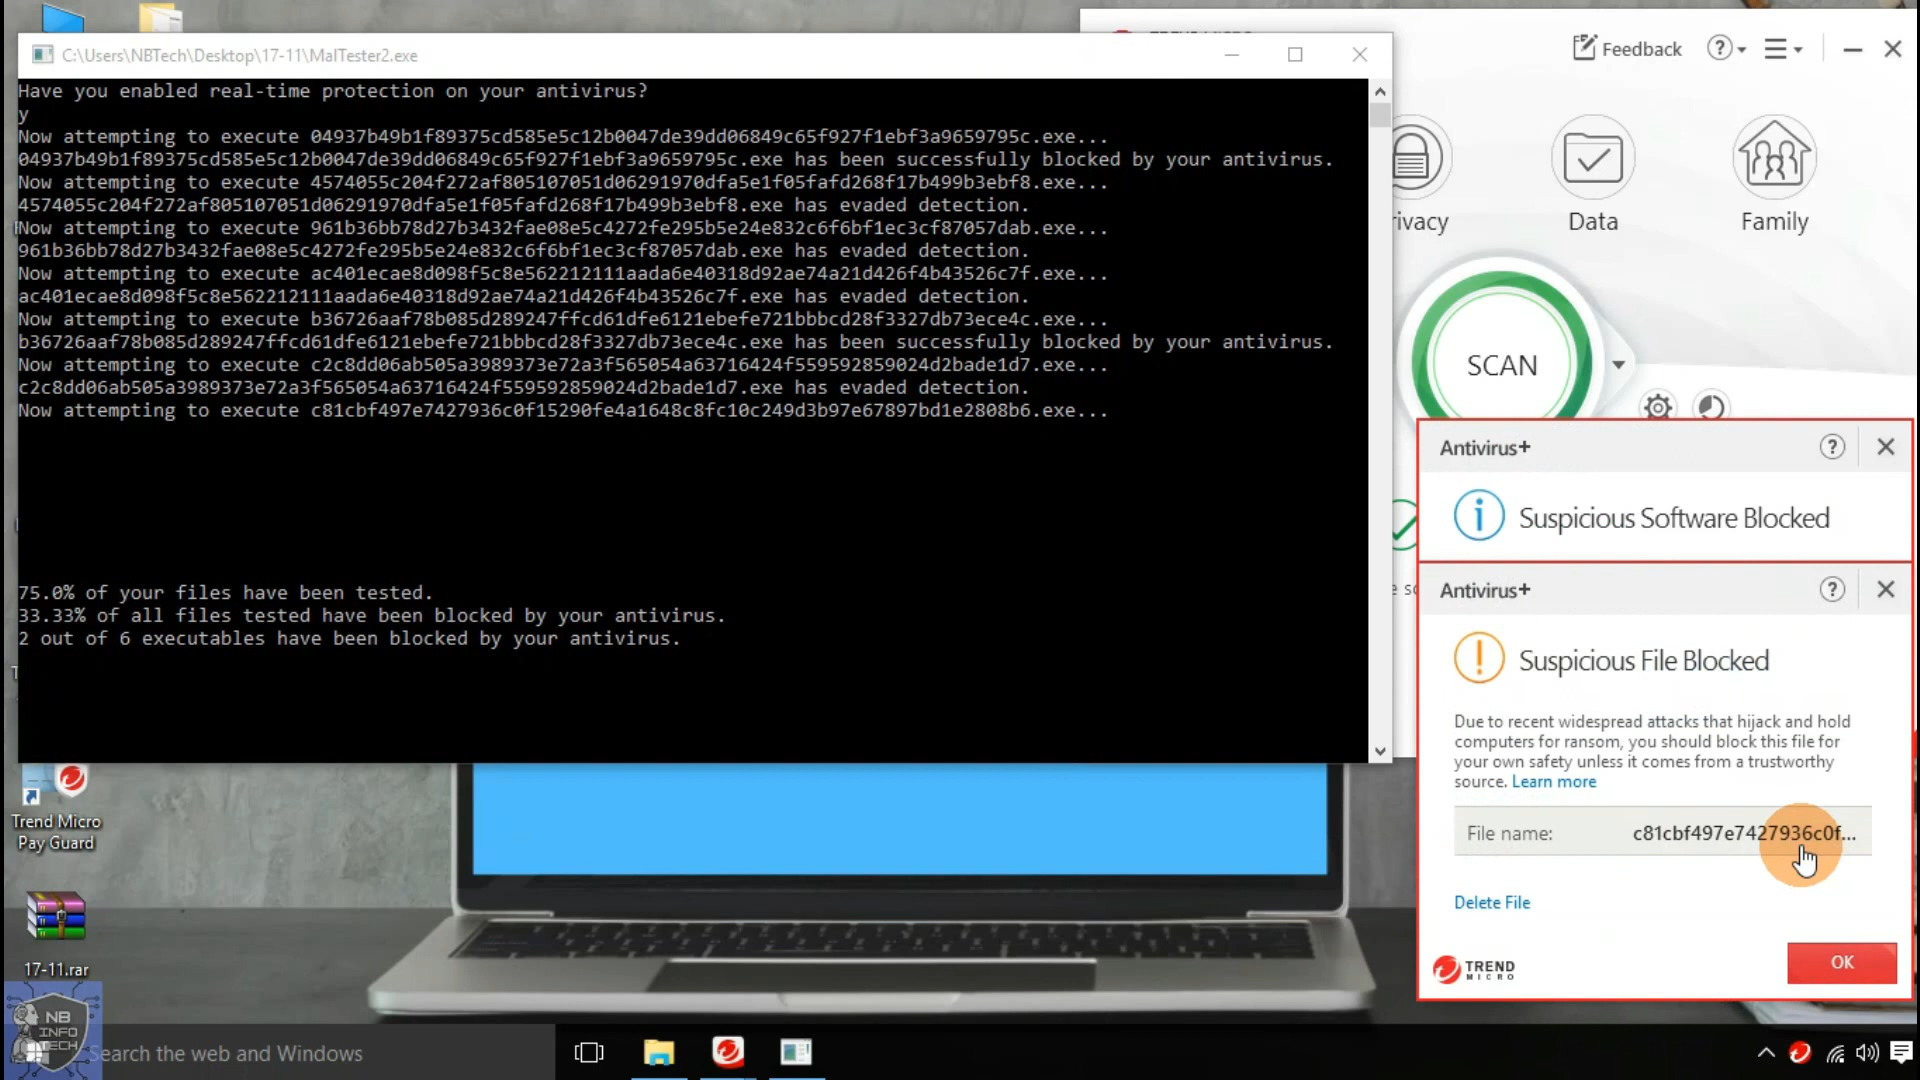 C:\Users\NBTech\Desktop\17-11\MalTester2.exe
Have you enabled real-time protection on your antivirus?
y
Now attempting to execute 04937b49b1f89375cd585e5c12b0047de39dd06849c65f927f1ebf3a9659795c.exe...
04937b49b1f89375cd585e5c12b0047de39dd06849c65f927f1ebf3a9659795c.exe has been successfully blocked by your antivirus.
Now attempting to execute 4574055c204f272af805107051d06291970dfa5e1f05fafd268f17b499b3ebf8.exe...
4574055c204f272af805107051d06291970dfa5e1f05fafd268f17b499b3ebf8.exe has evaded detection.
Now attempting to execute 961b36bb78d27b3432fae08e5c4272fe295b5e24e832c6f6bf1ec3cf87057dab.exe...
961b36bb78d27b3432fae08e5c4272fe295b5e24e832c6f6bf1ec3cf87057dab.exe has evaded detection.
Now attempting to execute ac401ecae8d098f5c8e562212111aada6e40318d92ae74a21d426f4b43526c7f.exe...
ac401ecae8d098f5c8e562212111aada6e40318d92ae74a21d426f4b43526c7f.exe has evaded detection.
Now attempting to execute b36726aaf78b085d289247ffcd61dfe6121ebefe721bbbcd28f3327db73ece4c.exe...
b36726aaf78b085d289247ffcd61dfe6121ebefe721bbbcd28f3327db73ece4c.exe has been successfully blocked by your antivirus.
Now attempting to execute c2c8dd06ab505a3989373e72a3f565054a63716424f559592859024d2bade1d7.exe...
c2c8dd06ab505a3989373e72a3f565054a63716424f559592859024d2bade1d7.exe has evaded detection.
Now attempting to execute c81cbf497e7427936c0f15290fe4a1648c8fc10c249d3b97e67897bd1e2808b6.exe...
75.0% of your files have been tested.
33.33% of all files tested have been blocked by your antivirus.
2 out of 6 executables have been blocked by your antivirus.
Feedback
rivacy
Data
Family
SCAN
Antivirus+
Suspicious Software Blocked
Antivirus+
Suspicious File Blocked
Due to recent widespread attacks that hijack and hold
computers for ransom, you should block this file for
your own safety unless it comes from a trustworthy
source. Learn more
File name: c81cbf497e7427936c0f...
Delete File
TREND
MICRO
OK
Trend Micro
Pay Guard
17-11.rar
NB
INFO
TECH
Search the web and Windows